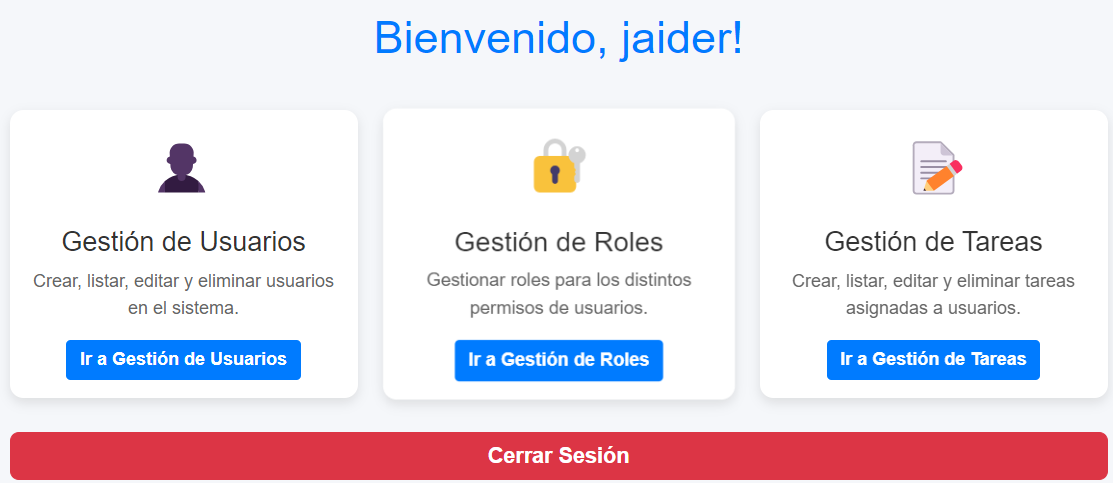 Bienvenido, jaider!
Gestión de Usuarios
Crear, listar, editar y eliminar usuarios
en el sistema.
Ir a Gestión de Usuarios
Gestión de Roles
Gestionar roles para los distintos
permisos de usuarios.
Ir a Gestión de Roles
Gestión de Tareas
Crear, listar, editar y eliminar tareas
asignadas a usuarios.
Ir a Gestión de Tareas
Cerrar Sesión